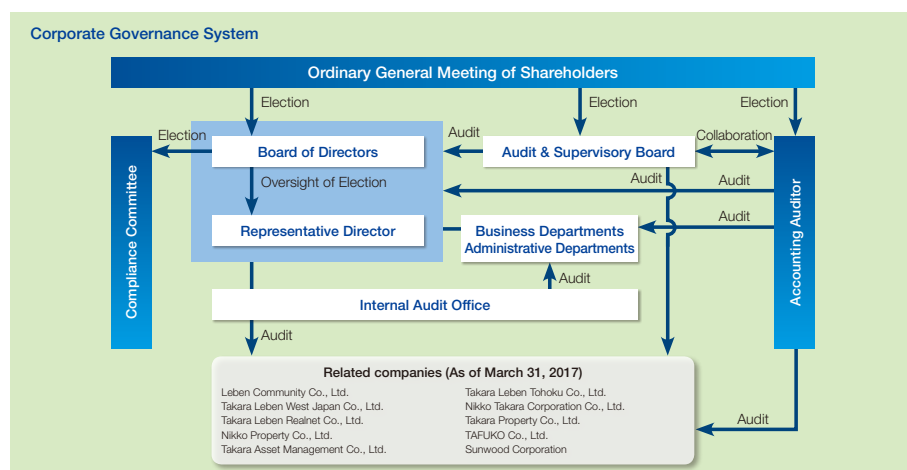 Corporate Governance System
Ordinary General Meeting of Shareholders
Election
Election
Election
Election
Audit
Collaboration
Board of Directors
Audit & Supervisory Board
Compliance Committee
Accounting Auditor
Oversight of Election
Audit
Audit
Representative Director
Business Departments
Administrative Departments
Audit
Audit
Internal Audit Office
Audit
Related companies (As of March 31, 2017)
Leben Community Co., Ltd.
Takara Leben West Japan Co., Ltd.
Takara Leben Realnet Co., Ltd.
Nikko Property Co., Ltd.
Takara Asset Management Co., Ltd.
Takara Leben Tohoku Co., Ltd.
Nikko Takara Corporation Co., Ltd.
Takara Property Co., Ltd.
TAFUKO Co., Ltd.
Sunwood Corporation
Audit